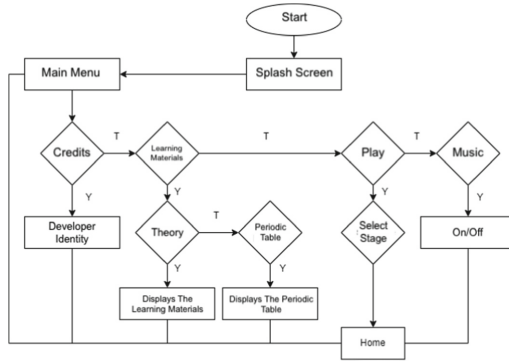 Start
Main Menu
Splash Screen
T
T
T
Credits
Learning
Materials
Play
Music
Y
Y
Y
Y
Developer
Identity
Theory
T
Periodic
Table
Select
Stage
On/Off
Y
Y
Displays The
Learning Materials
Displays The Periodic
Table
Home